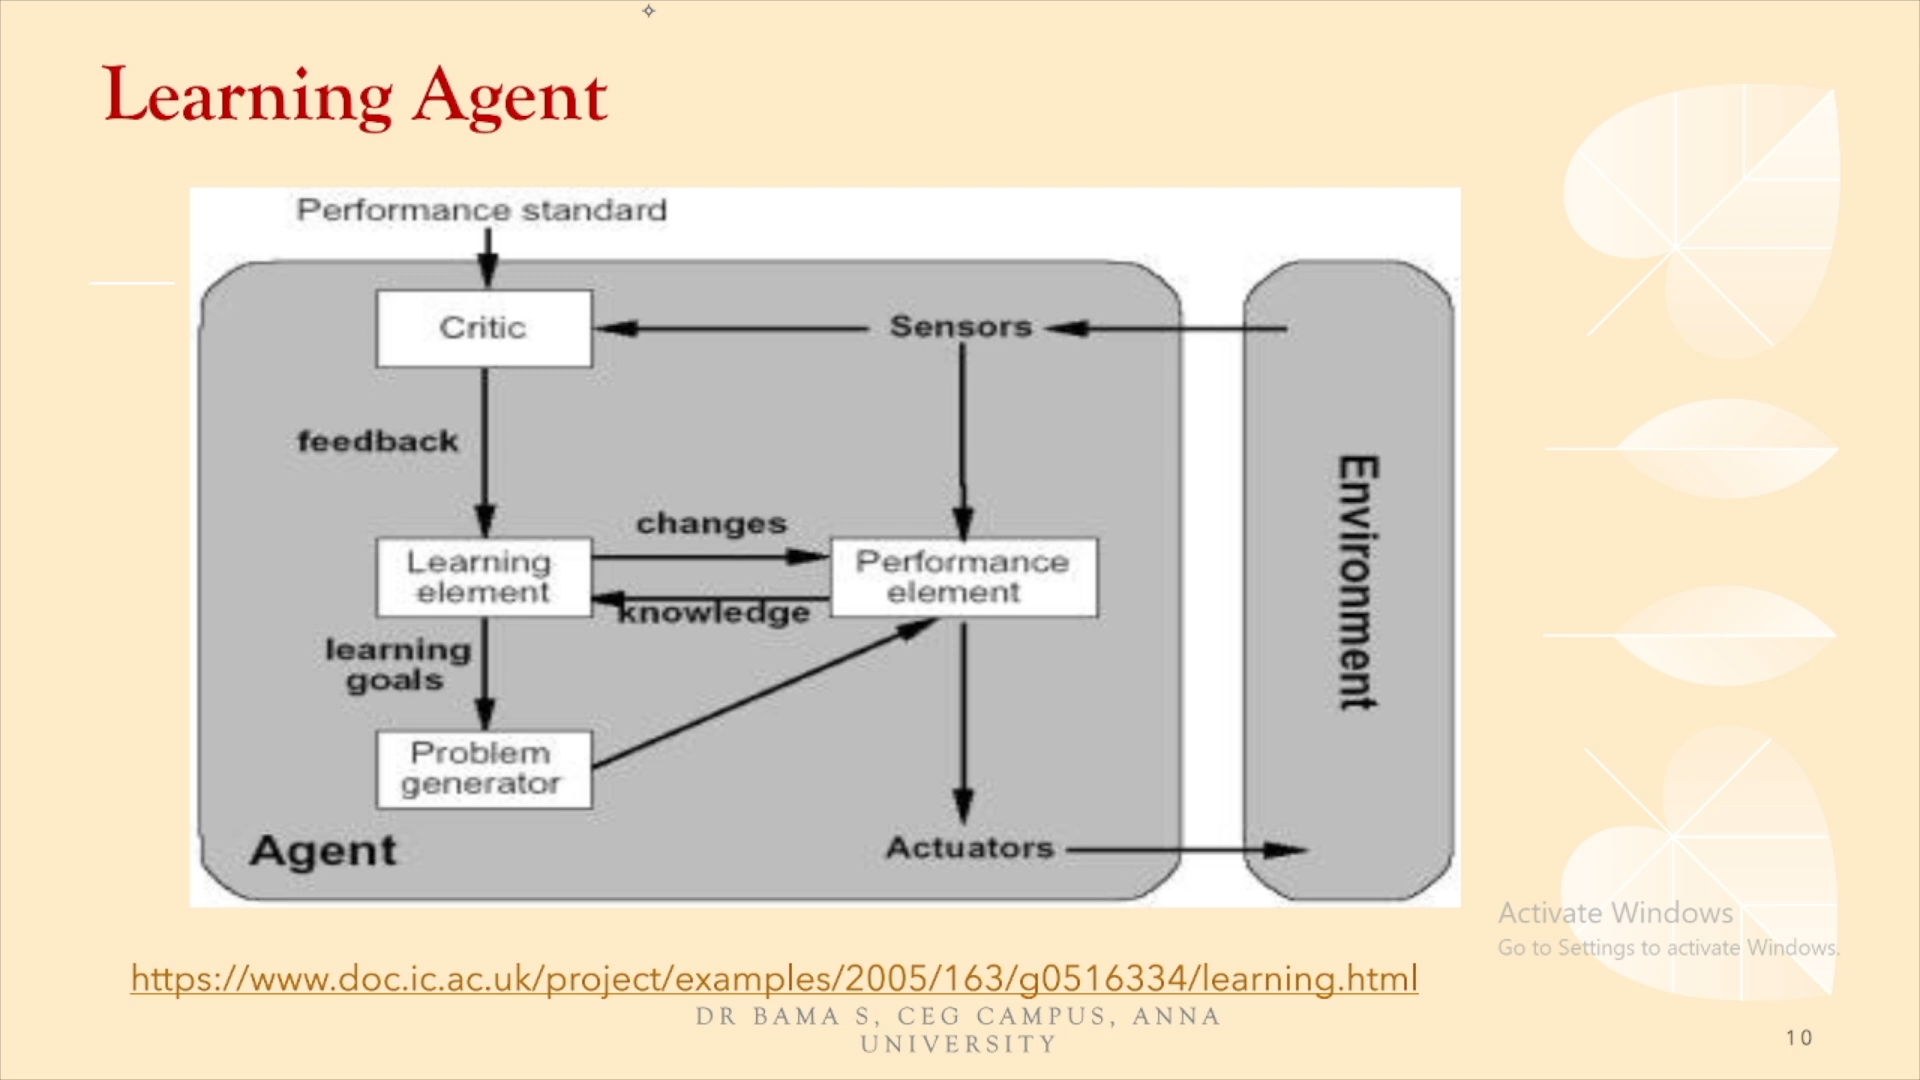 Learning Agent
Performance standard
Critic
Sensors
feedback
changes
Learning
element
Performance
element
knowledge
learning
goals
Problem
generator
Agent
Actuators
Environment
Activate Windows
Go to Settings to activate Windows.
https://www.doc.ic.ac.uk/project/examples/2005/163/g0516334/learning.html
DR BAMA S, CEG CAMPUS, ANNA
UNIVERSITY
10